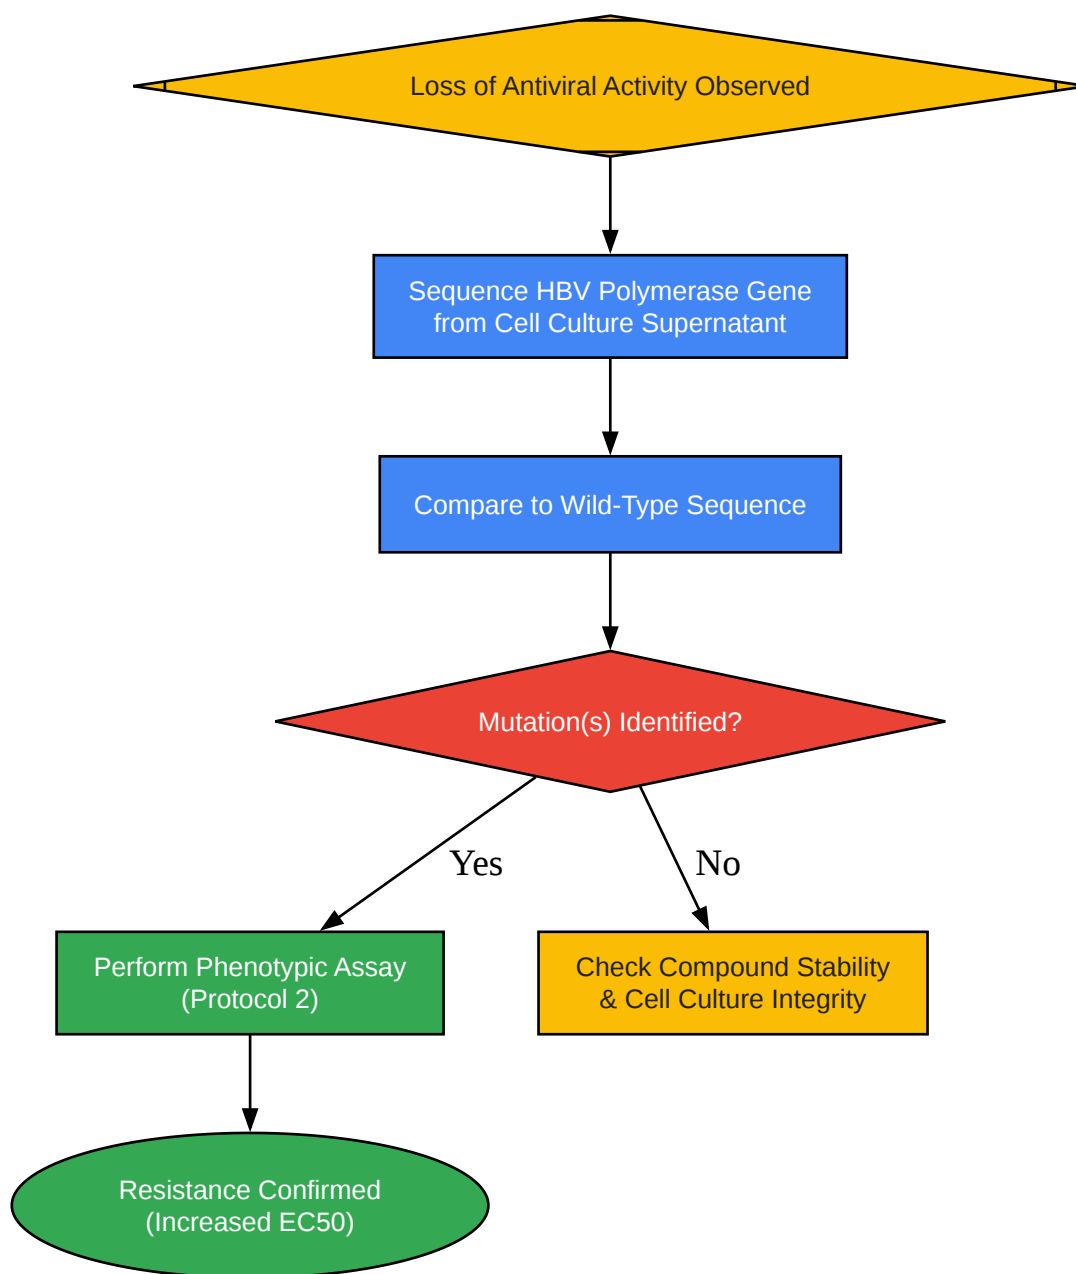 Loss of Antiviral Activity Observed
Sequence HBV Polymerase Gene
from Cell Culture Supernatant
Compare to Wild-Type Sequence
Mutation(s) Identified?
Yes
No
Perform Phenotypic Assay
(Protocol 2)
Check Compound Stability
& Cell Culture Integrity
Resistance Confirmed
(Increased EC50)